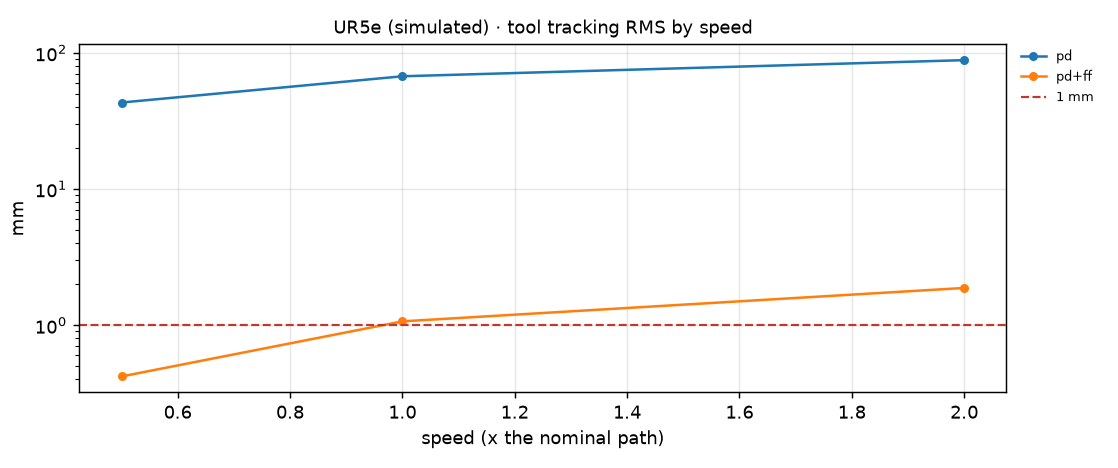 UR5e (simulated) · tool tracking RMS by speed
pd
pd+ff
1 mm
10²
10¹
10⁰
mm
0.6 0.8 1.0 1.2 1.4 1.6 1.8 2.0
speed (x the nominal path)